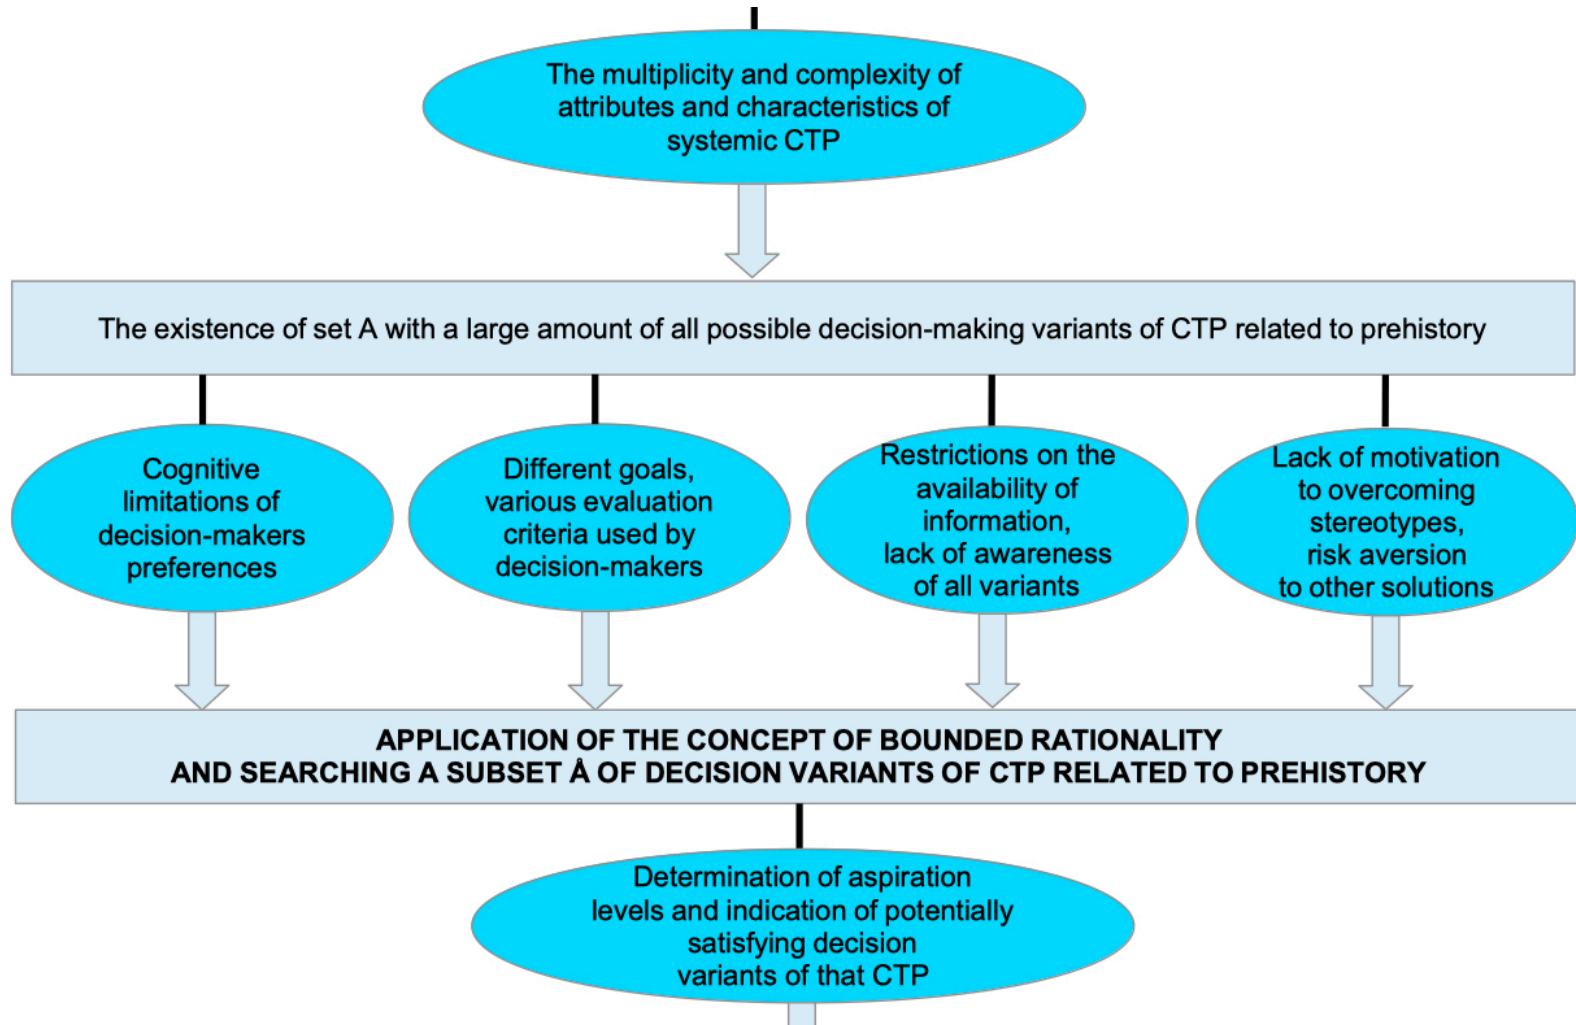 The multiplicity and complexity of
attributes and characteristics of
systemic CTP
The existence of set A with a large amount of all possible decision-making variants of CTP related to prehistory
Cognitive
limitations of
decision-makers
preferences
Different goals,
various evaluation
criteria used by
decision-makers
Restrictions on the
availability of
information,
lack of awareness
of all variants
Lack of motivation
to overcoming
stereotypes,
risk aversion
to other solutions
APPLICATION OF THE CONCEPT OF BOUNDED RATIONALITY
AND SEARCHING A SUBSET Å OF DECISION VARIANTS OF CTP RELATED TO PREHISTORY
Determination of aspiration
levels and indication of potentially
satisfying decision
variants of that CTP